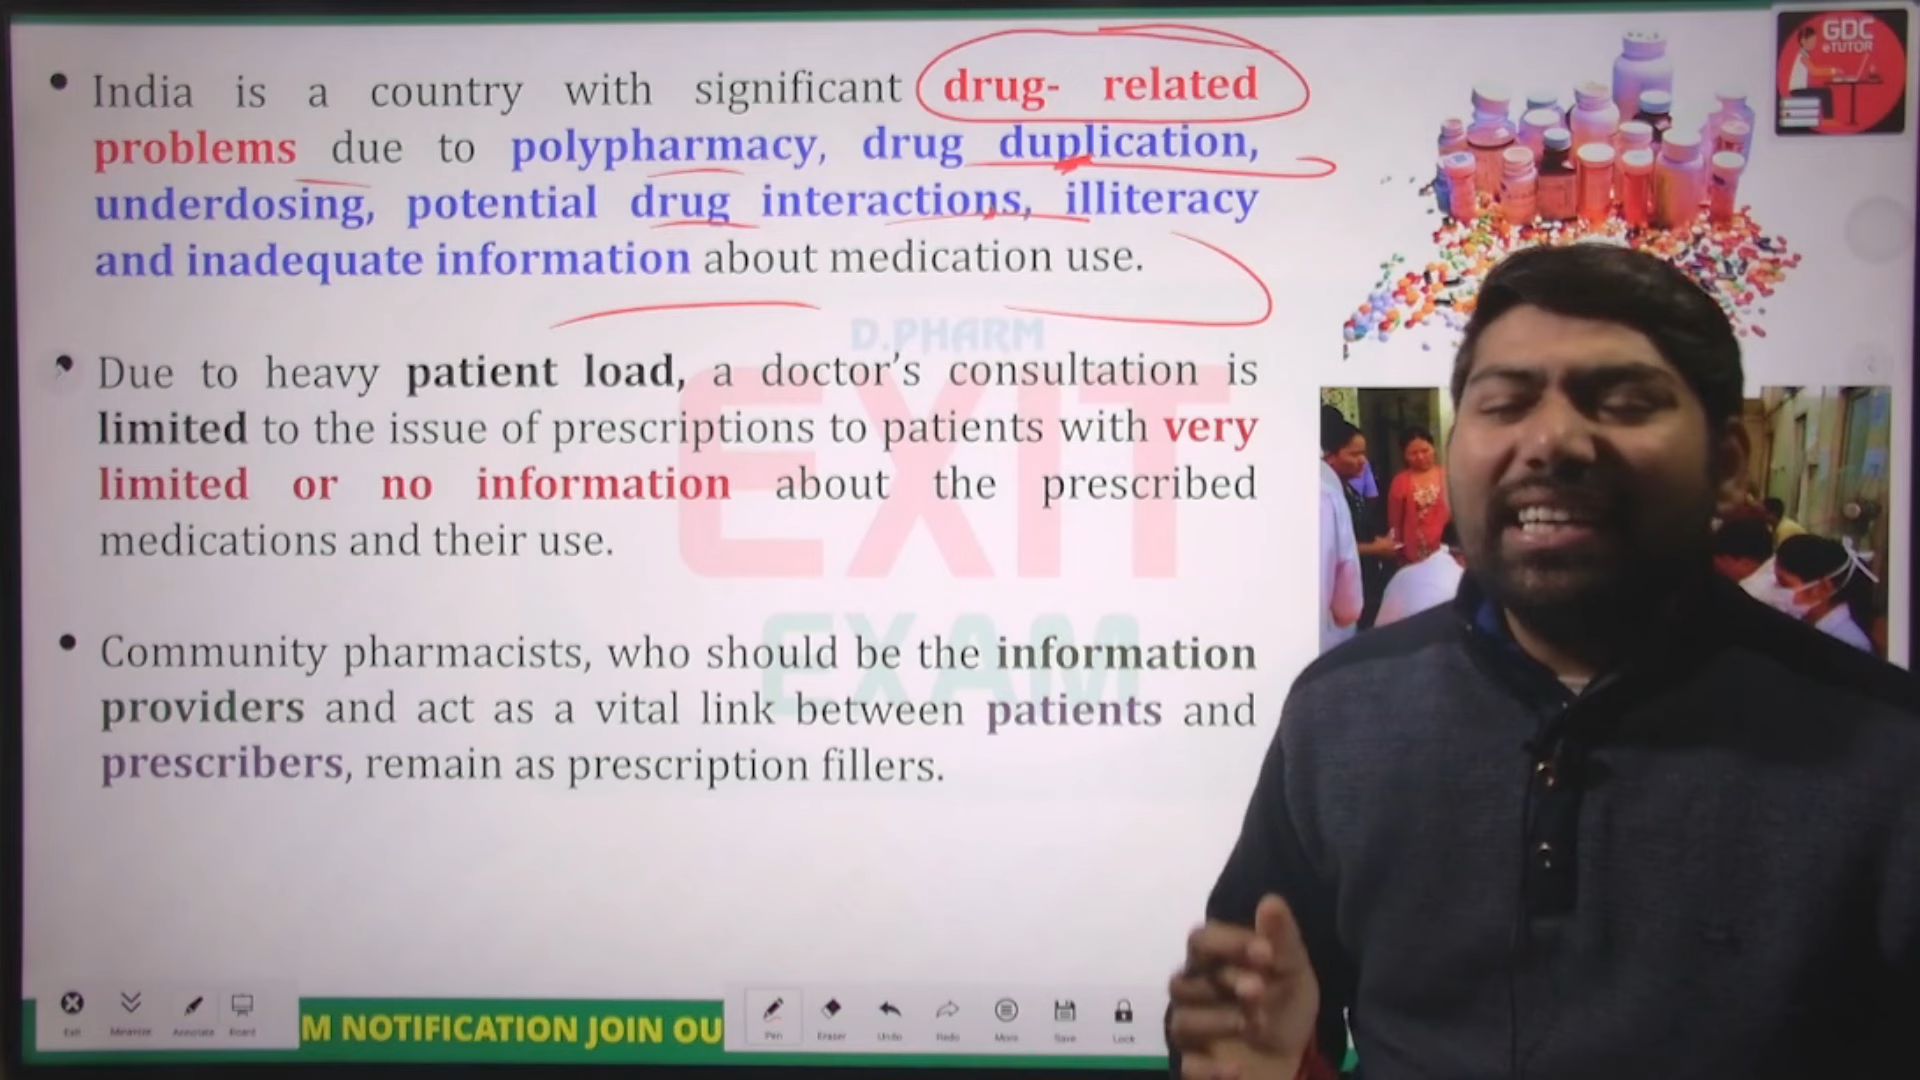 India is a country with significant drug- related
problems due to polypharmacy, drug duplication,
underdosing, potential drug interactions, illiteracy
and inadequate information about medication use.
Due to heavy patient load, a doctor's consultation is
limited to the issue of prescriptions to patients with very
limited or no information about the prescribed
medications and their use.
Community pharmacists, who should be the information
providers and act as a vital link between patients and
prescribers, remain as prescription fillers.
GDC
eTUTOR
D.PHARM
EXIT
EXAM
Exit Minimize Annotate Board
M NOTIFICATION JOIN OU
Pen Eraser Undo Redo More Save Lock